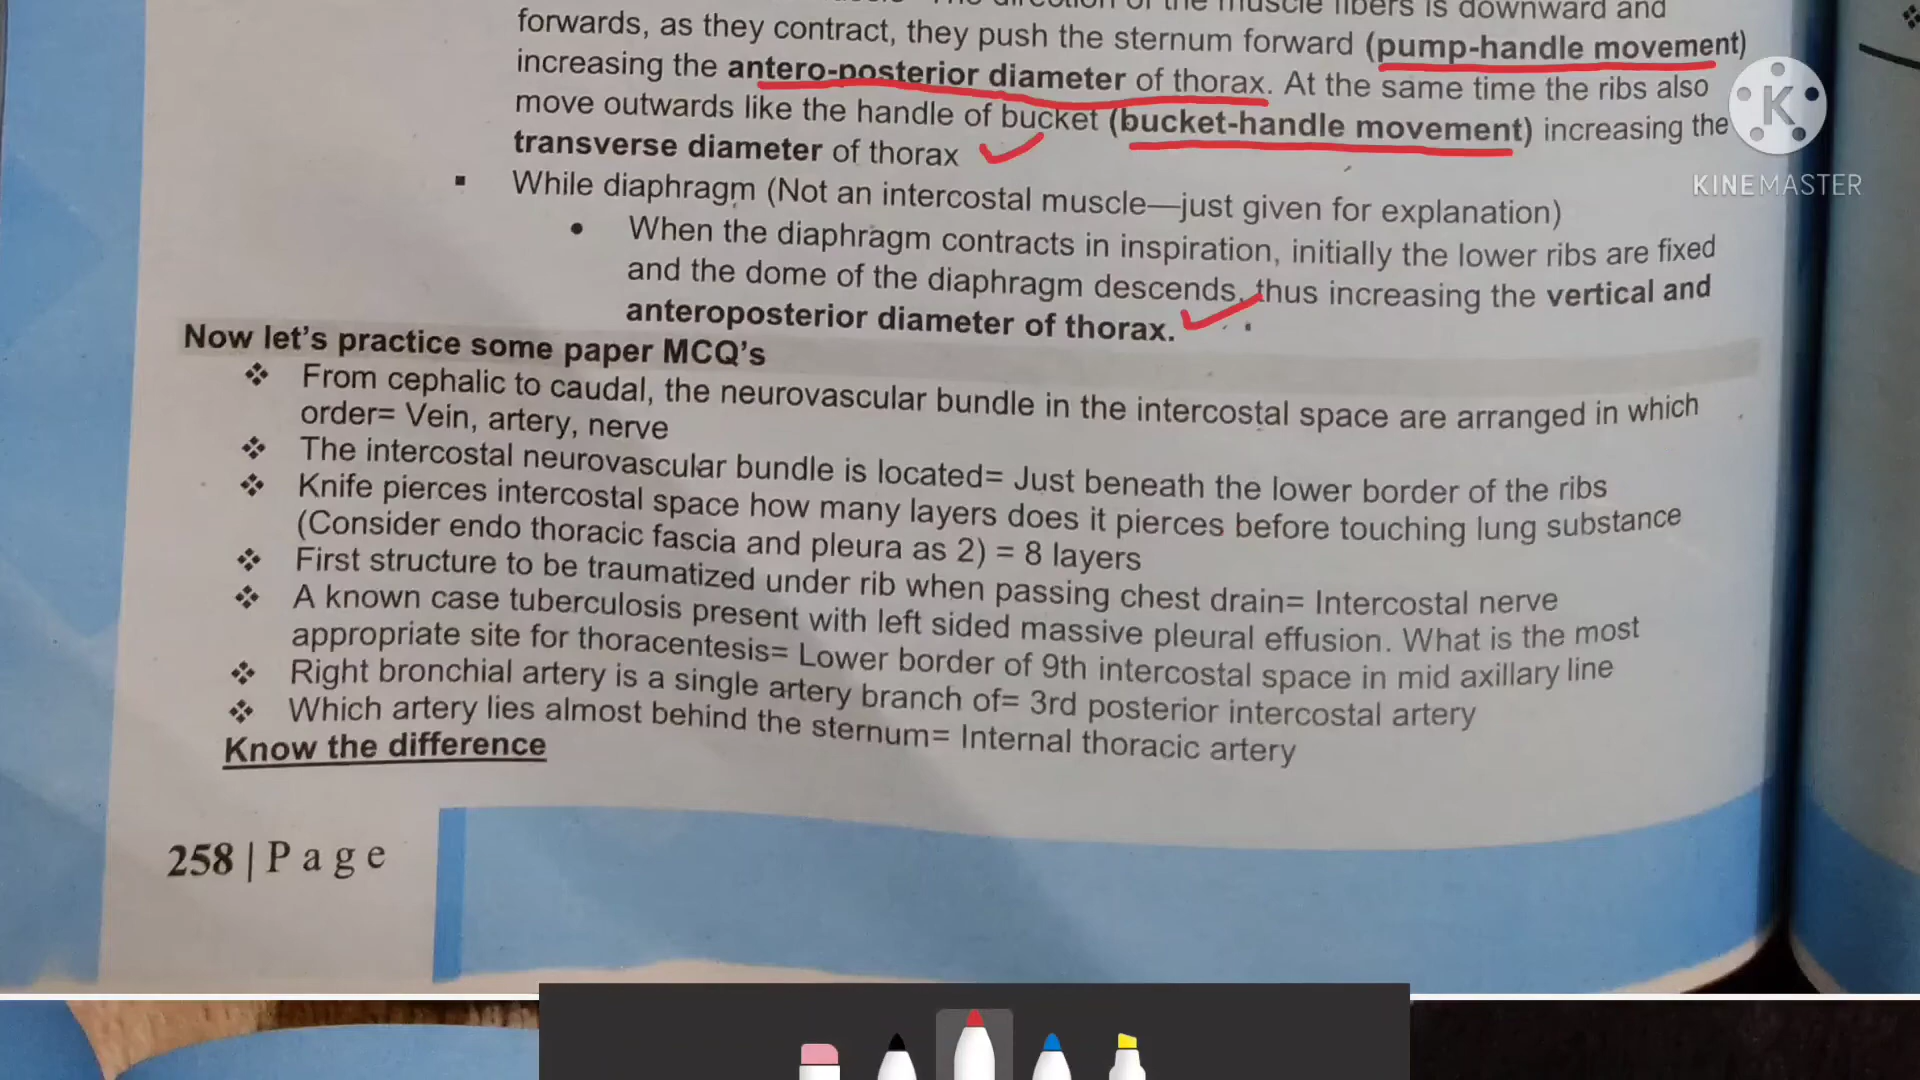 The direction of the muscle fibers is downward and
forwards, as they contract, they push the sternum forward (pump-handle movement)
increasing the antero-posterior diameter of thorax. At the same time the ribs also
move outwards like the handle of bucket (bucket-handle movement) increasing the
transverse diameter of thorax
KINEMASTER
▪ While diaphragm (Not an intercostal muscle—just given for explanation)
• When the diaphragm contracts in inspiration, initially the lower ribs are fixed
and the dome of the diaphragm descends, thus increasing the vertical and
anteroposterior diameter of thorax.
Now let's practice some paper MCQ's
❖ From cephalic to caudal, the neurovascular bundle in the intercostal space are arranged in which
order= Vein, artery, nerve
❖ The intercostal neurovascular bundle is located= Just beneath the lower border of the ribs
❖ Knife pierces intercostal space how many layers does it pierces before touching lung substance
(Consider endo thoracic fascia and pleura as 2) = 8 layers
❖ First structure to be traumatized under rib when passing chest drain= Intercostal nerve
❖ A known case tuberculosis present with left sided massive pleural effusion. What is the most
appropriate site for thoracentesis= Lower border of 9th intercostal space in mid axillary line
❖ Right bronchial artery is a single artery branch of= 3rd posterior intercostal artery
❖ Which artery lies almost behind the sternum= Internal thoracic artery
Know the difference
258 | P a g e